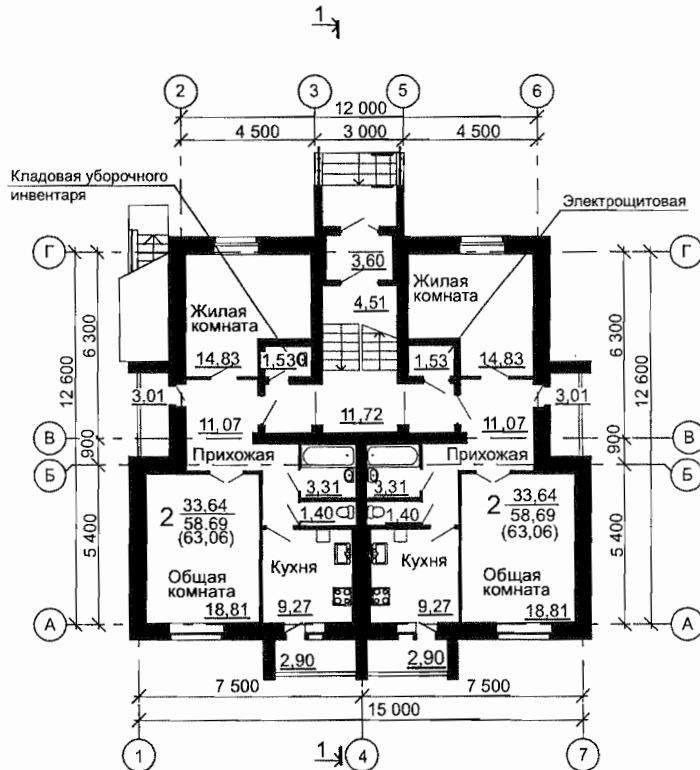 1
2
3
5
6
12 000
4 500
3 000
4 500
Кладовая уборочного
инвентаря
Электрощитовая
Г
Г
3.60
Жилая
комната
Жилая
комната
4.51
6 300
6 300
12 600
12 600
14.83
1,53
1.53
14.83
3.01
3.01
11,07
11,72
11,07
В
В
900
900
Прихожая
Прихожая
Б
Б
3,31
3.31
2
33,64
58,69
(63,06)
1,40
1,40
2
33,64
58,69
(63,06)
5 400
5 400
Общая
комната
Кухня
Кухня
Общая
комната
18,81
9,27
9,27
18,81
А
А
2,90
2,90
7 500
7 500
15 000
1
1
4
7